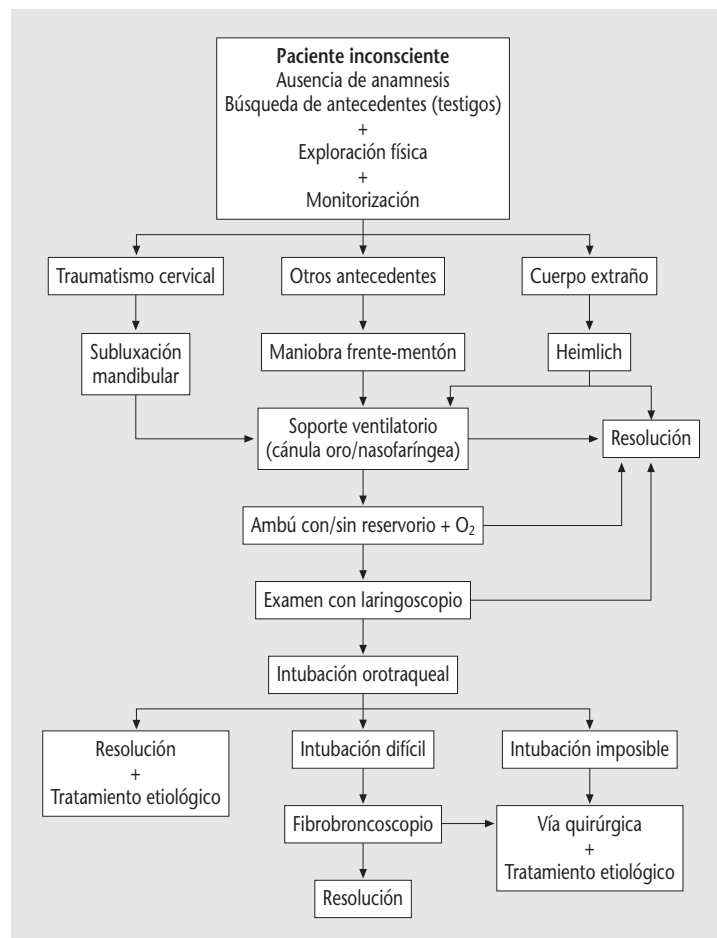 Paciente inconsciente
Ausencia de anamnesis
Búsqueda de antecedentes (testigos)
+
Exploración física
+
Monitorización
Traumatismo cervical
Otros antecedentes
Cuerpo extraño
Subluxación
mandibular
Maniobra frente-mentón
Heimlich
Soporte ventilatorio
(cánula oro/nasofaríngea)
Resolución
Ambú con/sin reservorio + O₂
Examen con laringoscopio
Intubación orotraqueal
Resolución
+
Tratamiento etiológico
Intubación difícil
Intubación imposible
Fibrobroncoscopio
Vía quirúrgica
+
Tratamiento etiológico
Resolución